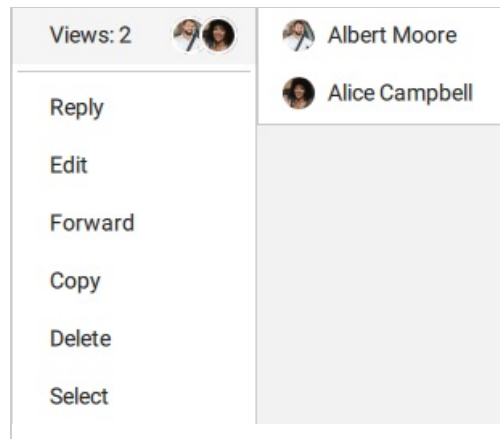 Views: 2
Albert Moore
Alice Campbell
Reply
Edit
Forward
Copy
Delete
Select